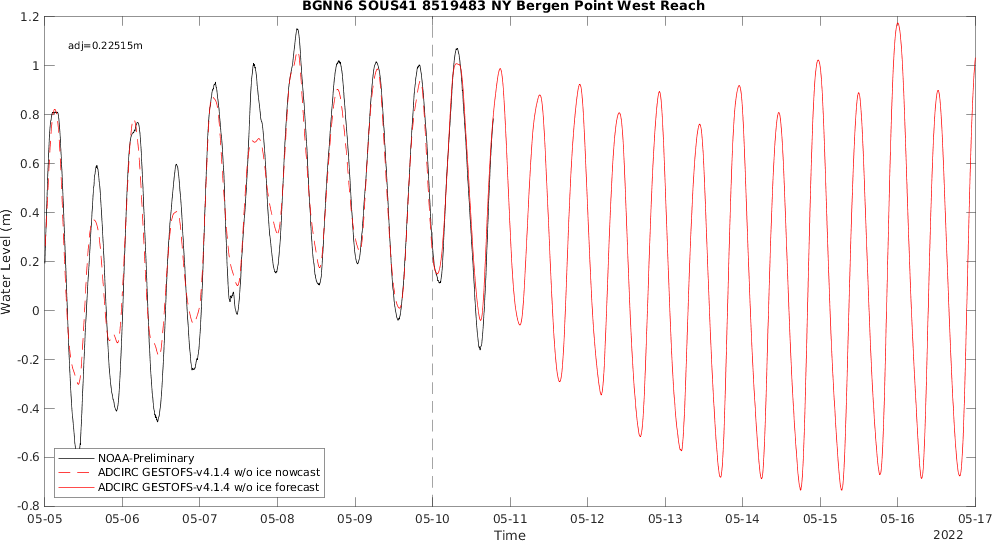 BGNN6 SOUS41 8519483 NY Bergen Point West Reach
adj=0.22515m
1.2
1
0.8
0.6
0.4
0.2
0
-0.2
-0.4
-0.6
-0.8
Water Level (m)
NOAA-Preliminary
ADCIRC GESTOFS-v4.1.4 w/o ice nowcast
ADCIRC GESTOFS-v4.1.4 w/o ice forecast
05-05 05-06 05-07 05-08 05-09 05-10 05-11 05-12 05-13 05-14 05-15 05-16 05-17
Time
2022